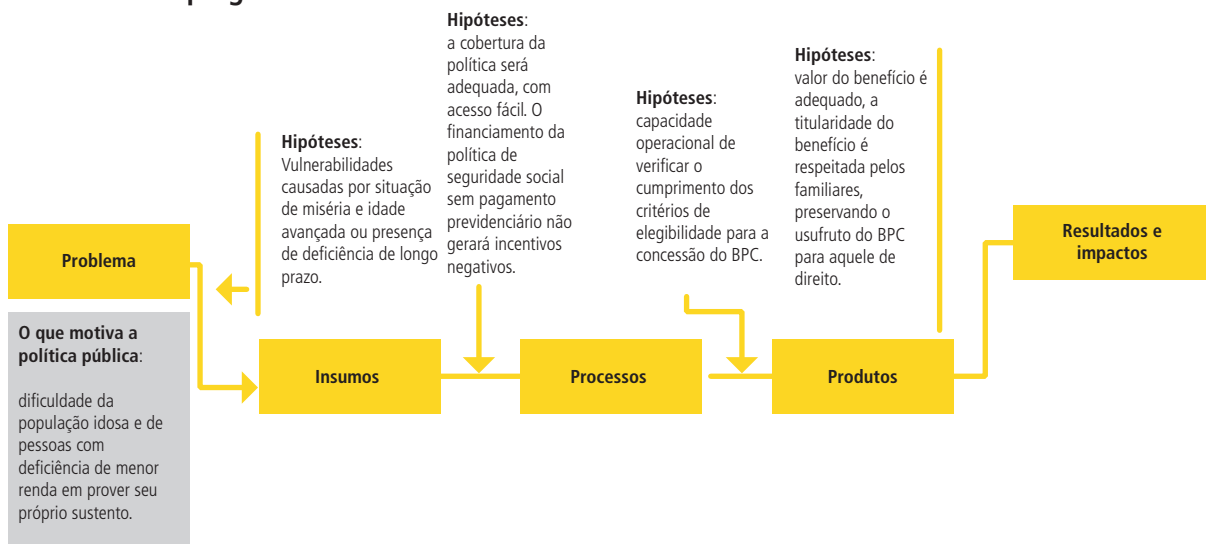 Hipóteses:
a cobertura da
política será
adequada, com
acesso fácil. O
financiamento da
política de
seguridade social
sem pagamento
previdenciário não
gerará incentivos
negativos.
Hipóteses:
valor do benefício é
adequado, a
titularidade do
benefício é
respeitada pelos
familiares,
preservando o
usufruto do BPC
para aquele de
direito.
Hipóteses:
capacidade
operacional de
verificar o
cumprimento dos
critérios de
elegibilidade para a
concessão do BPC.
Hipóteses:
Vulnerabilidades
causadas por situação
de miséria e idade
avançada ou presença
de deficiência de longo
prazo.
Problema
Resultados e
impactos
O que motiva a
política pública:
dificuldade da
população idosa e de
pessoas com
deficiência de menor
renda em prover seu
próprio sustento.
Insumos
Processos
Produtos